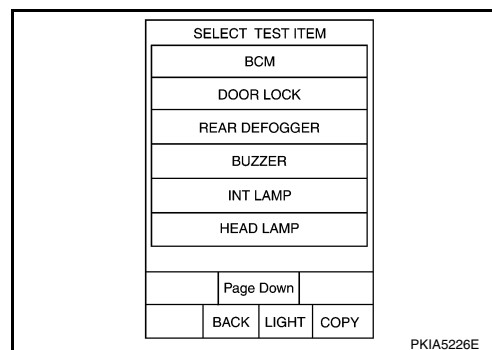 SELECT TEST ITEM
BCM
DOOR LOCK
REAR DEFOGGER
BUZZER
INT LAMP
HEAD LAMP
Page Down
BACK LIGHT COPY
PKIA5226E